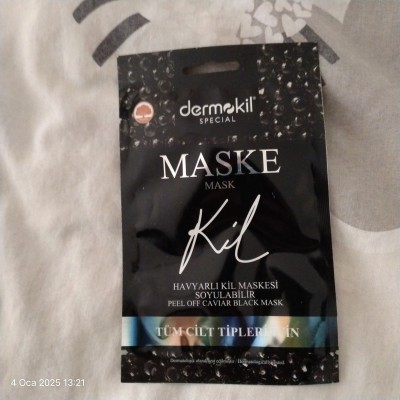 dermokil
SPECIAL
MASKE
MASK
Kil
HAVYARLI KİL MASKESİ
SOYULABİLİR
PEEL OFF CAVIAR BLACK MASK
TÜM CİLT TİPLERİ İÇİN
4 Oca 2025 13:21